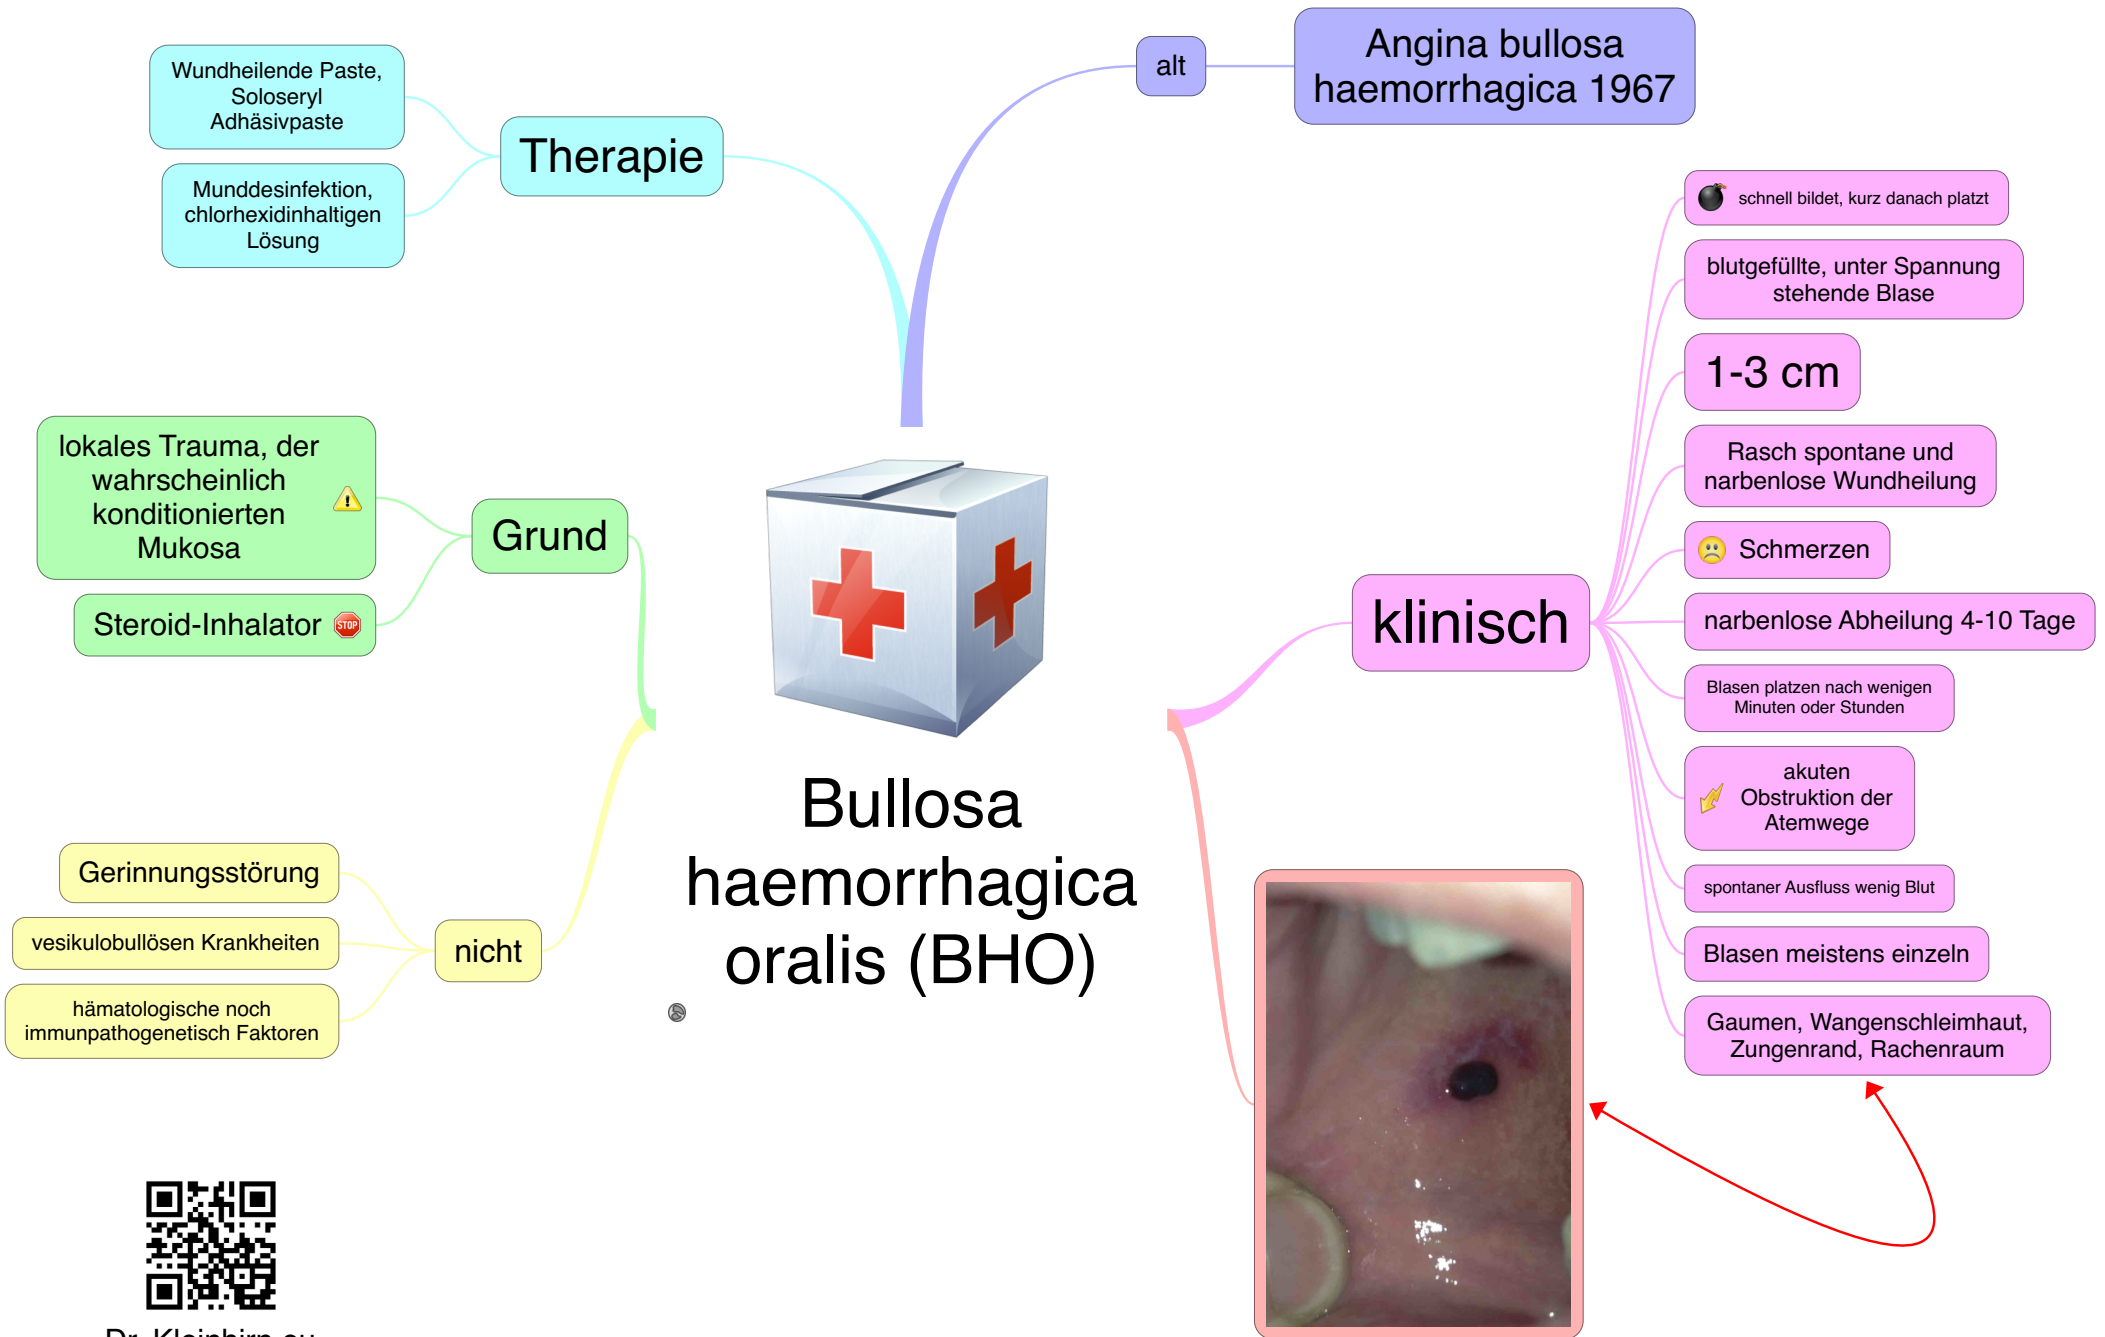 Wundheilende Paste,
Soloseryl
Adhäsivpaste
Munddesinfektion,
chlorhexidinhaltigen
Lösung
Therapie
alt
Angina bullosa
haemorrhagica 1967
lokales Trauma, der
wahrscheinlich
konditionierten
Mukosa
Steroid-Inhalator
STOP
Grund
Gerinnungsstörung
vesikulobullösen Krankheiten
hämatologische noch
immunpathogenetisch Faktoren
nicht
Bullosa
haemorrhagica
oralis (BHO)
klinisch
schnell bildet, kurz danach platzt
blutgefüllte, unter Spannung
stehende Blase
1-3 cm
Rasch spontane und
narbenlose Wundheilung
Schmerzen
narbenlose Abheilung 4-10 Tage
Blasen platzen nach wenigen
Minuten oder Stunden
akuten
Obstruktion der
Atemwege
spontaner Ausfluss wenig Blut
Blasen meistens einzeln
Gaumen, Wangenschleimhaut,
Zungenrand, Rachenraum
Dr. Kleinhirn.eu